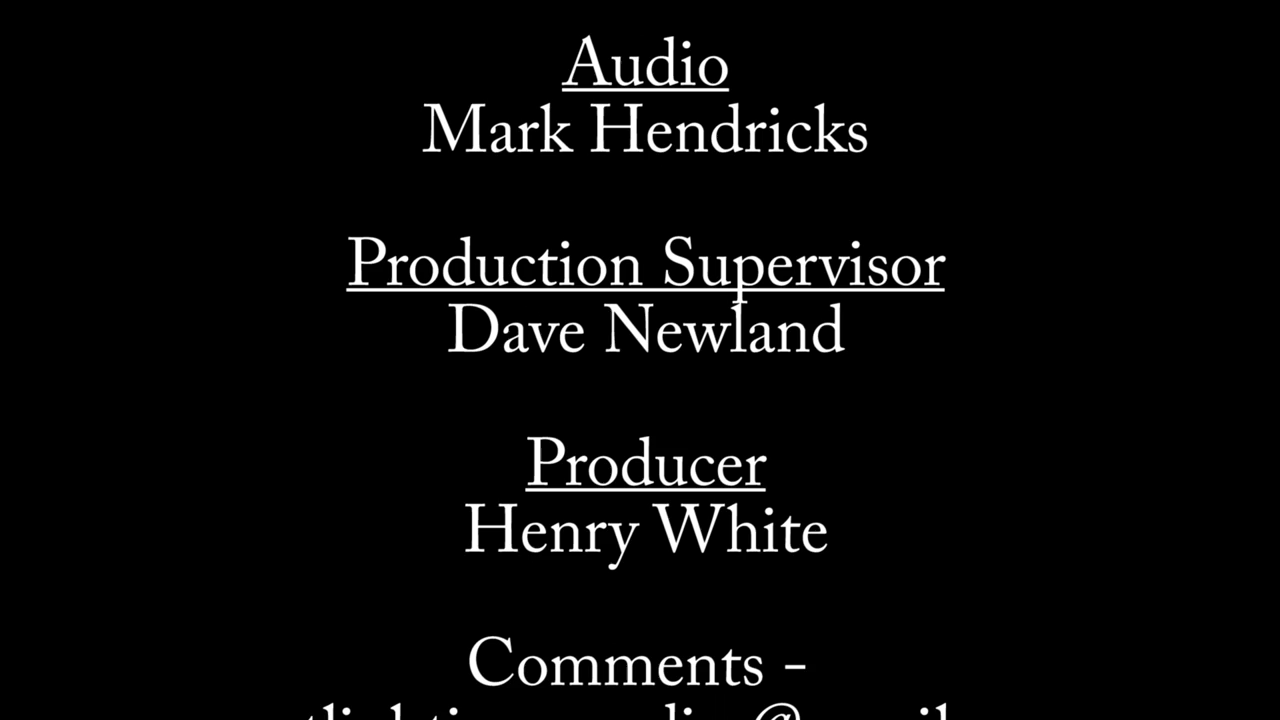 Audio
Mark Hendricks
Production Supervisor
Dave Newland
Producer
Henry White
Comments -